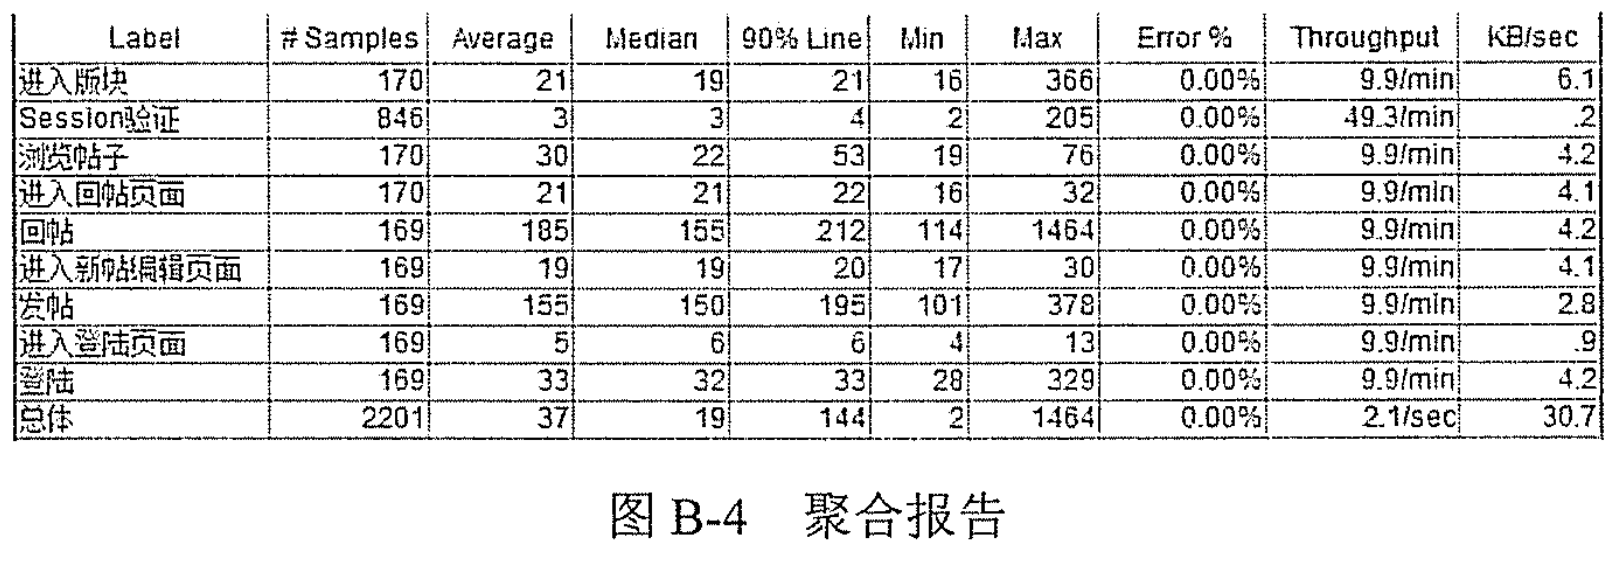 Label # Samples Average Median 90% Line Min Max Error % Throughput KB/sec
进入版块 170 21 19 21 16 366 0.00% 9.9/min 6.1
Session验证 846 3 3 4 2 205 0.00% 49.3/min .2
浏览帖子 170 30 22 53 19 76 0.00% 9.9/min 4.2
进入回帖页面 170 21 21 22 16 32 0.00% 9.9/min 4.1
回帖 169 185 155 212 114 1464 0.00% 9.9/min 4.2
进入新帖编辑页面 169 19 19 20 17 30 0.00% 9.9/min 4.1
发帖 169 155 150 195 101 378 0.00% 9.9/min 2.8
进入登陆页面 169 5 6 6 4 13 0.00% 9.9/min .9
登陆 169 33 32 33 28 329 0.00% 9.9/min 4.2
总体 2201 37 19 144 2 1464 0.00% 2.1/sec 30.7
图 B-4 聚合报告